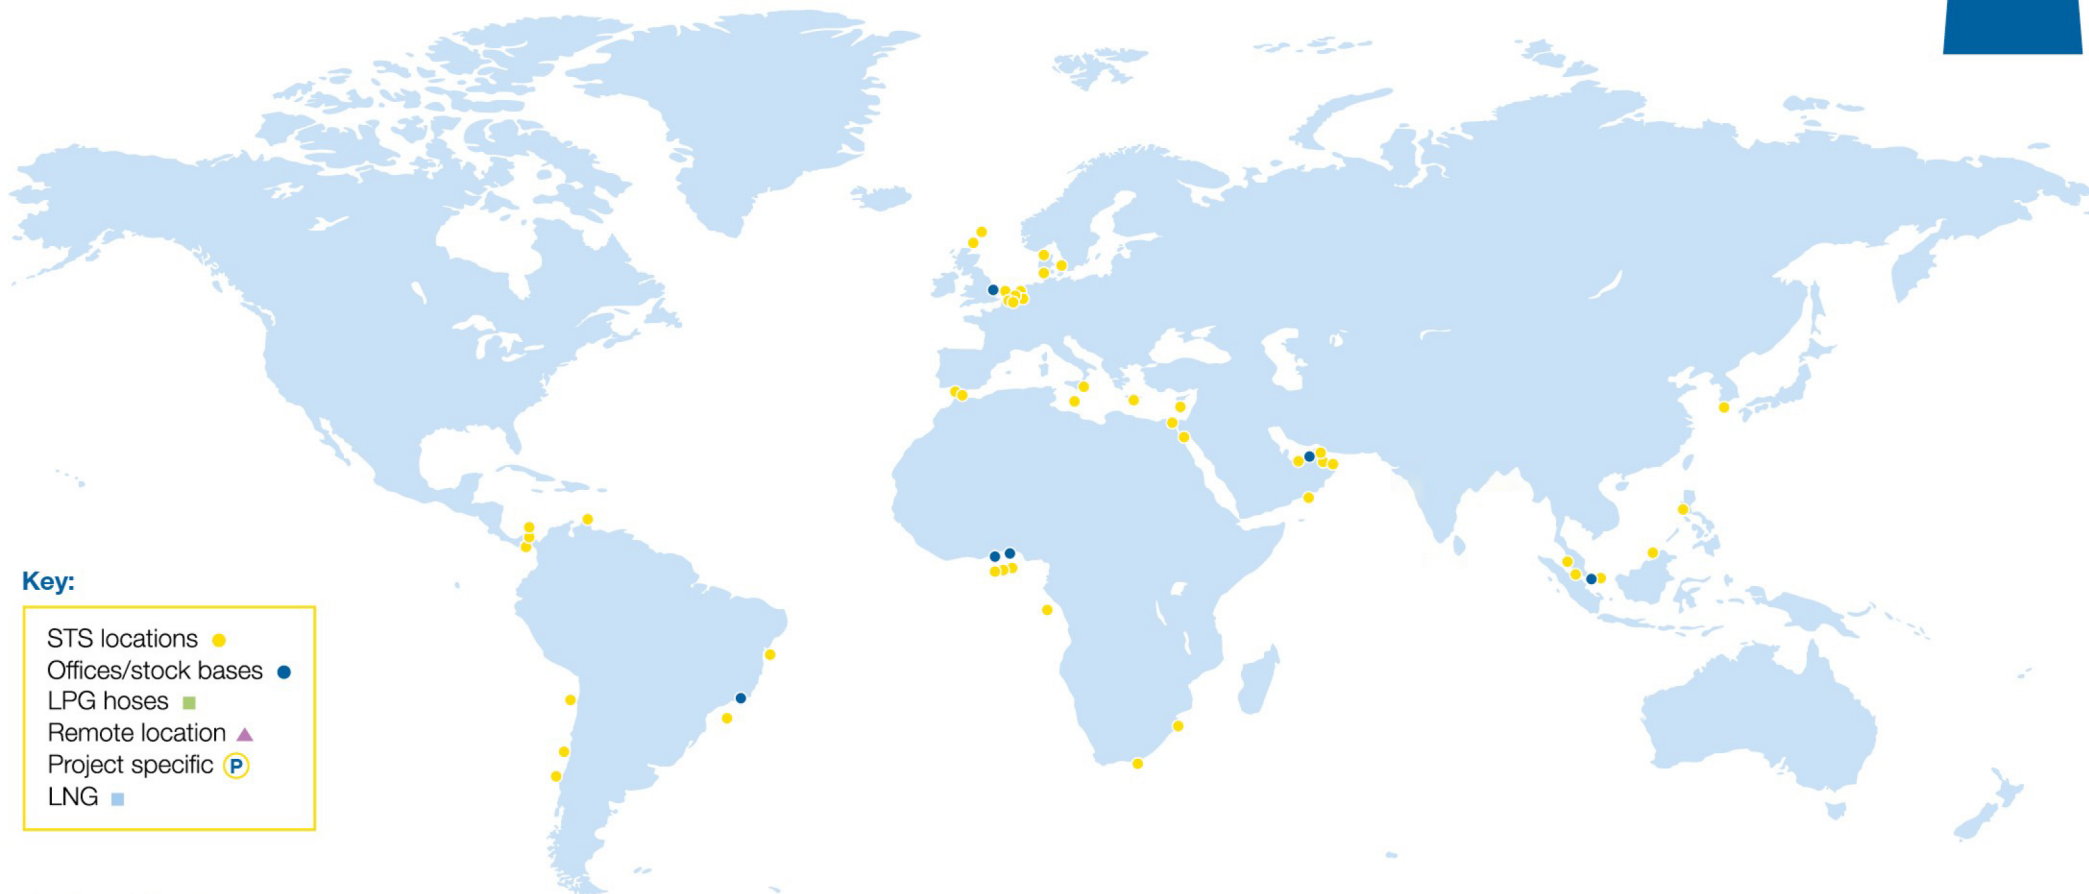 Key:
STS locations
Offices/stock bases
LPG hoses
Remote location
Project specific P
LNG